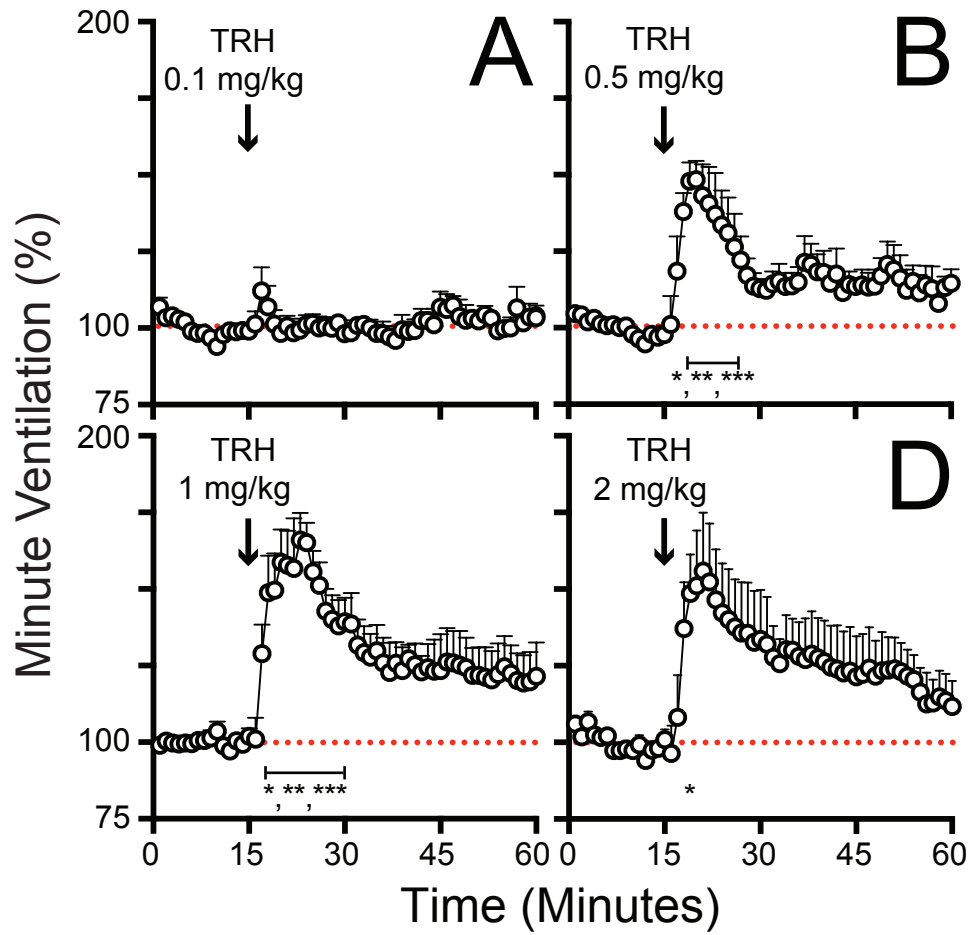 200
TRH
0.1 mg/kg
A
TRH
0.5 mg/kg
B
100
75
*,**,***
Minute Ventilation (%)
200
TRH
1 mg/kg
TRH
2 mg/kg
D
100
75
*,**,***
*
0 15 30 45 60
0 15 30 45 60
Time (Minutes)